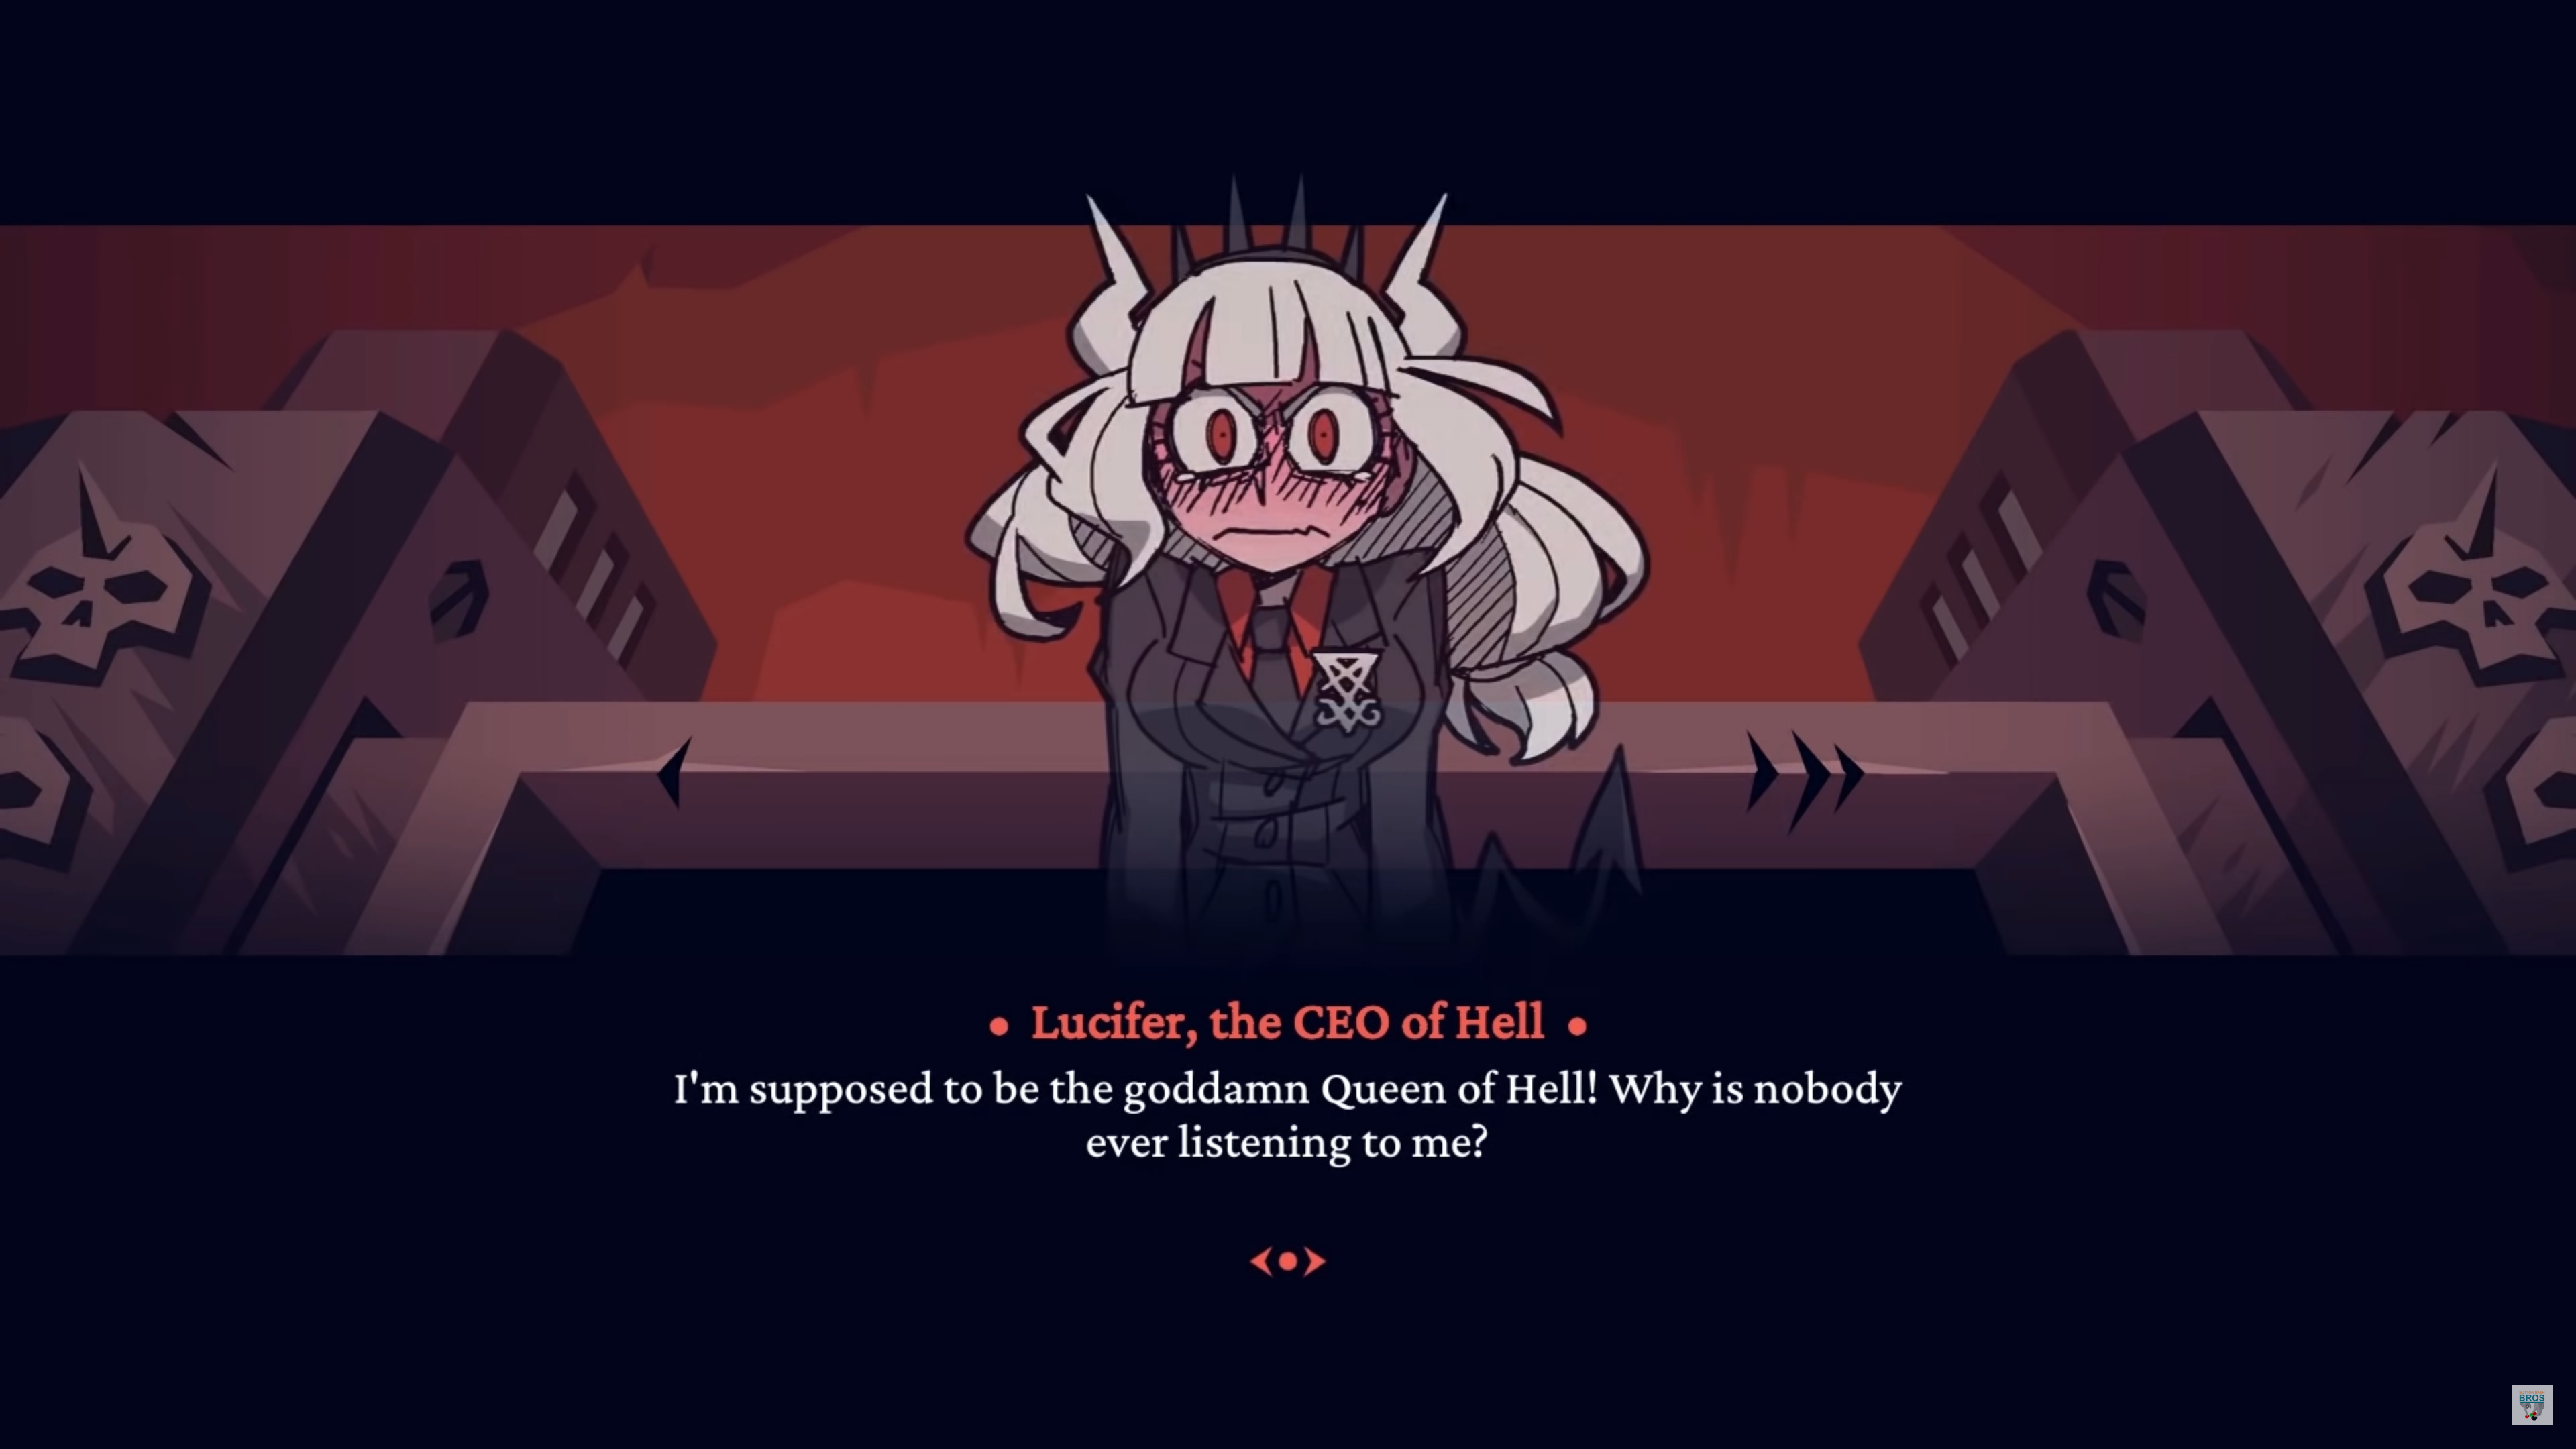 • Lucifer, the CEO of Hell •
I'm supposed to be the goddamn Queen of Hell! Why is nobody
ever listening to me?
BROS